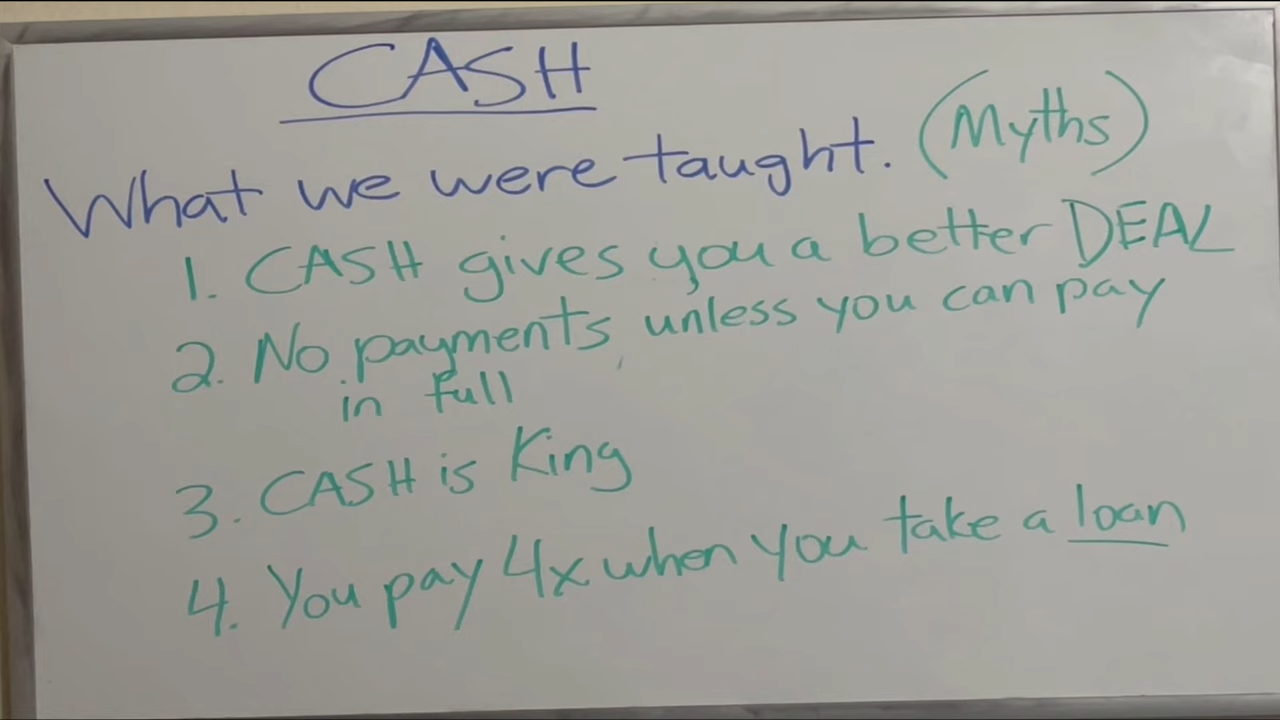 CASH
What we were taught. (Myths)
1. CASH gives you a better DEAL
2. No payments unless you can pay
in full
3. CASH is King
4. You pay 4x when you take a loan